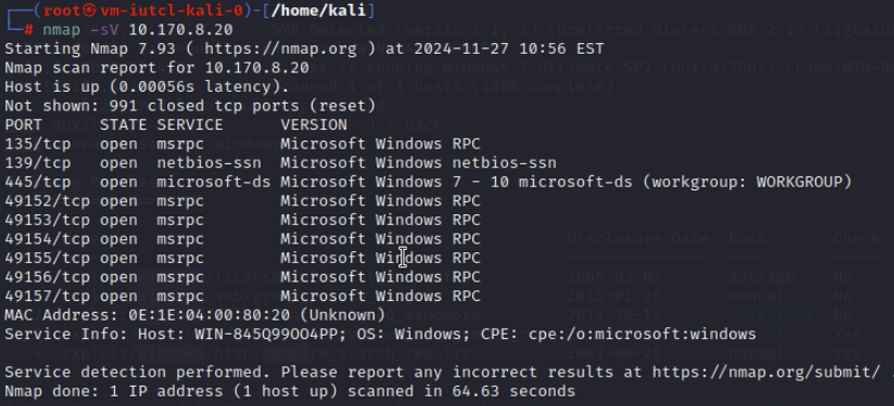 ┌──(root㉿vm-iutcl-kali-0)-[/home/kali]
└─# nmap -sV 10.170.8.20
Starting Nmap 7.93 ( https://nmap.org ) at 2024-11-27 10:56 EST
Nmap scan report for 10.170.8.20
Host is up (0.00056s latency).
Not shown: 991 closed tcp ports (reset)
PORT      STATE SERVICE      VERSION
135/tcp   open  msrpc        Microsoft Windows RPC
139/tcp   open  netbios-ssn  Microsoft Windows netbios-ssn
445/tcp   open  microsoft-ds Microsoft Windows 7 - 10 microsoft-ds (workgroup: WORKGROUP)
49152/tcp open  msrpc        Microsoft Windows RPC
49153/tcp open  msrpc        Microsoft Windows RPC
49154/tcp open  msrpc        Microsoft Windows RPC
49155/tcp open  msrpc        Microsoft Windows RPC
49156/tcp open  msrpc        Microsoft Windows RPC
49157/tcp open  msrpc        Microsoft Windows RPC
MAC Address: 0E:1E:04:00:80:20 (Unknown)
Service Info: Host: WIN-845Q99OO4PP; OS: Windows; CPE: cpe:/o:microsoft:windows
Service detection performed. Please report any incorrect results at https://nmap.org/submit/ .
Nmap done: 1 IP address (1 host up) scanned in 64.63 seconds